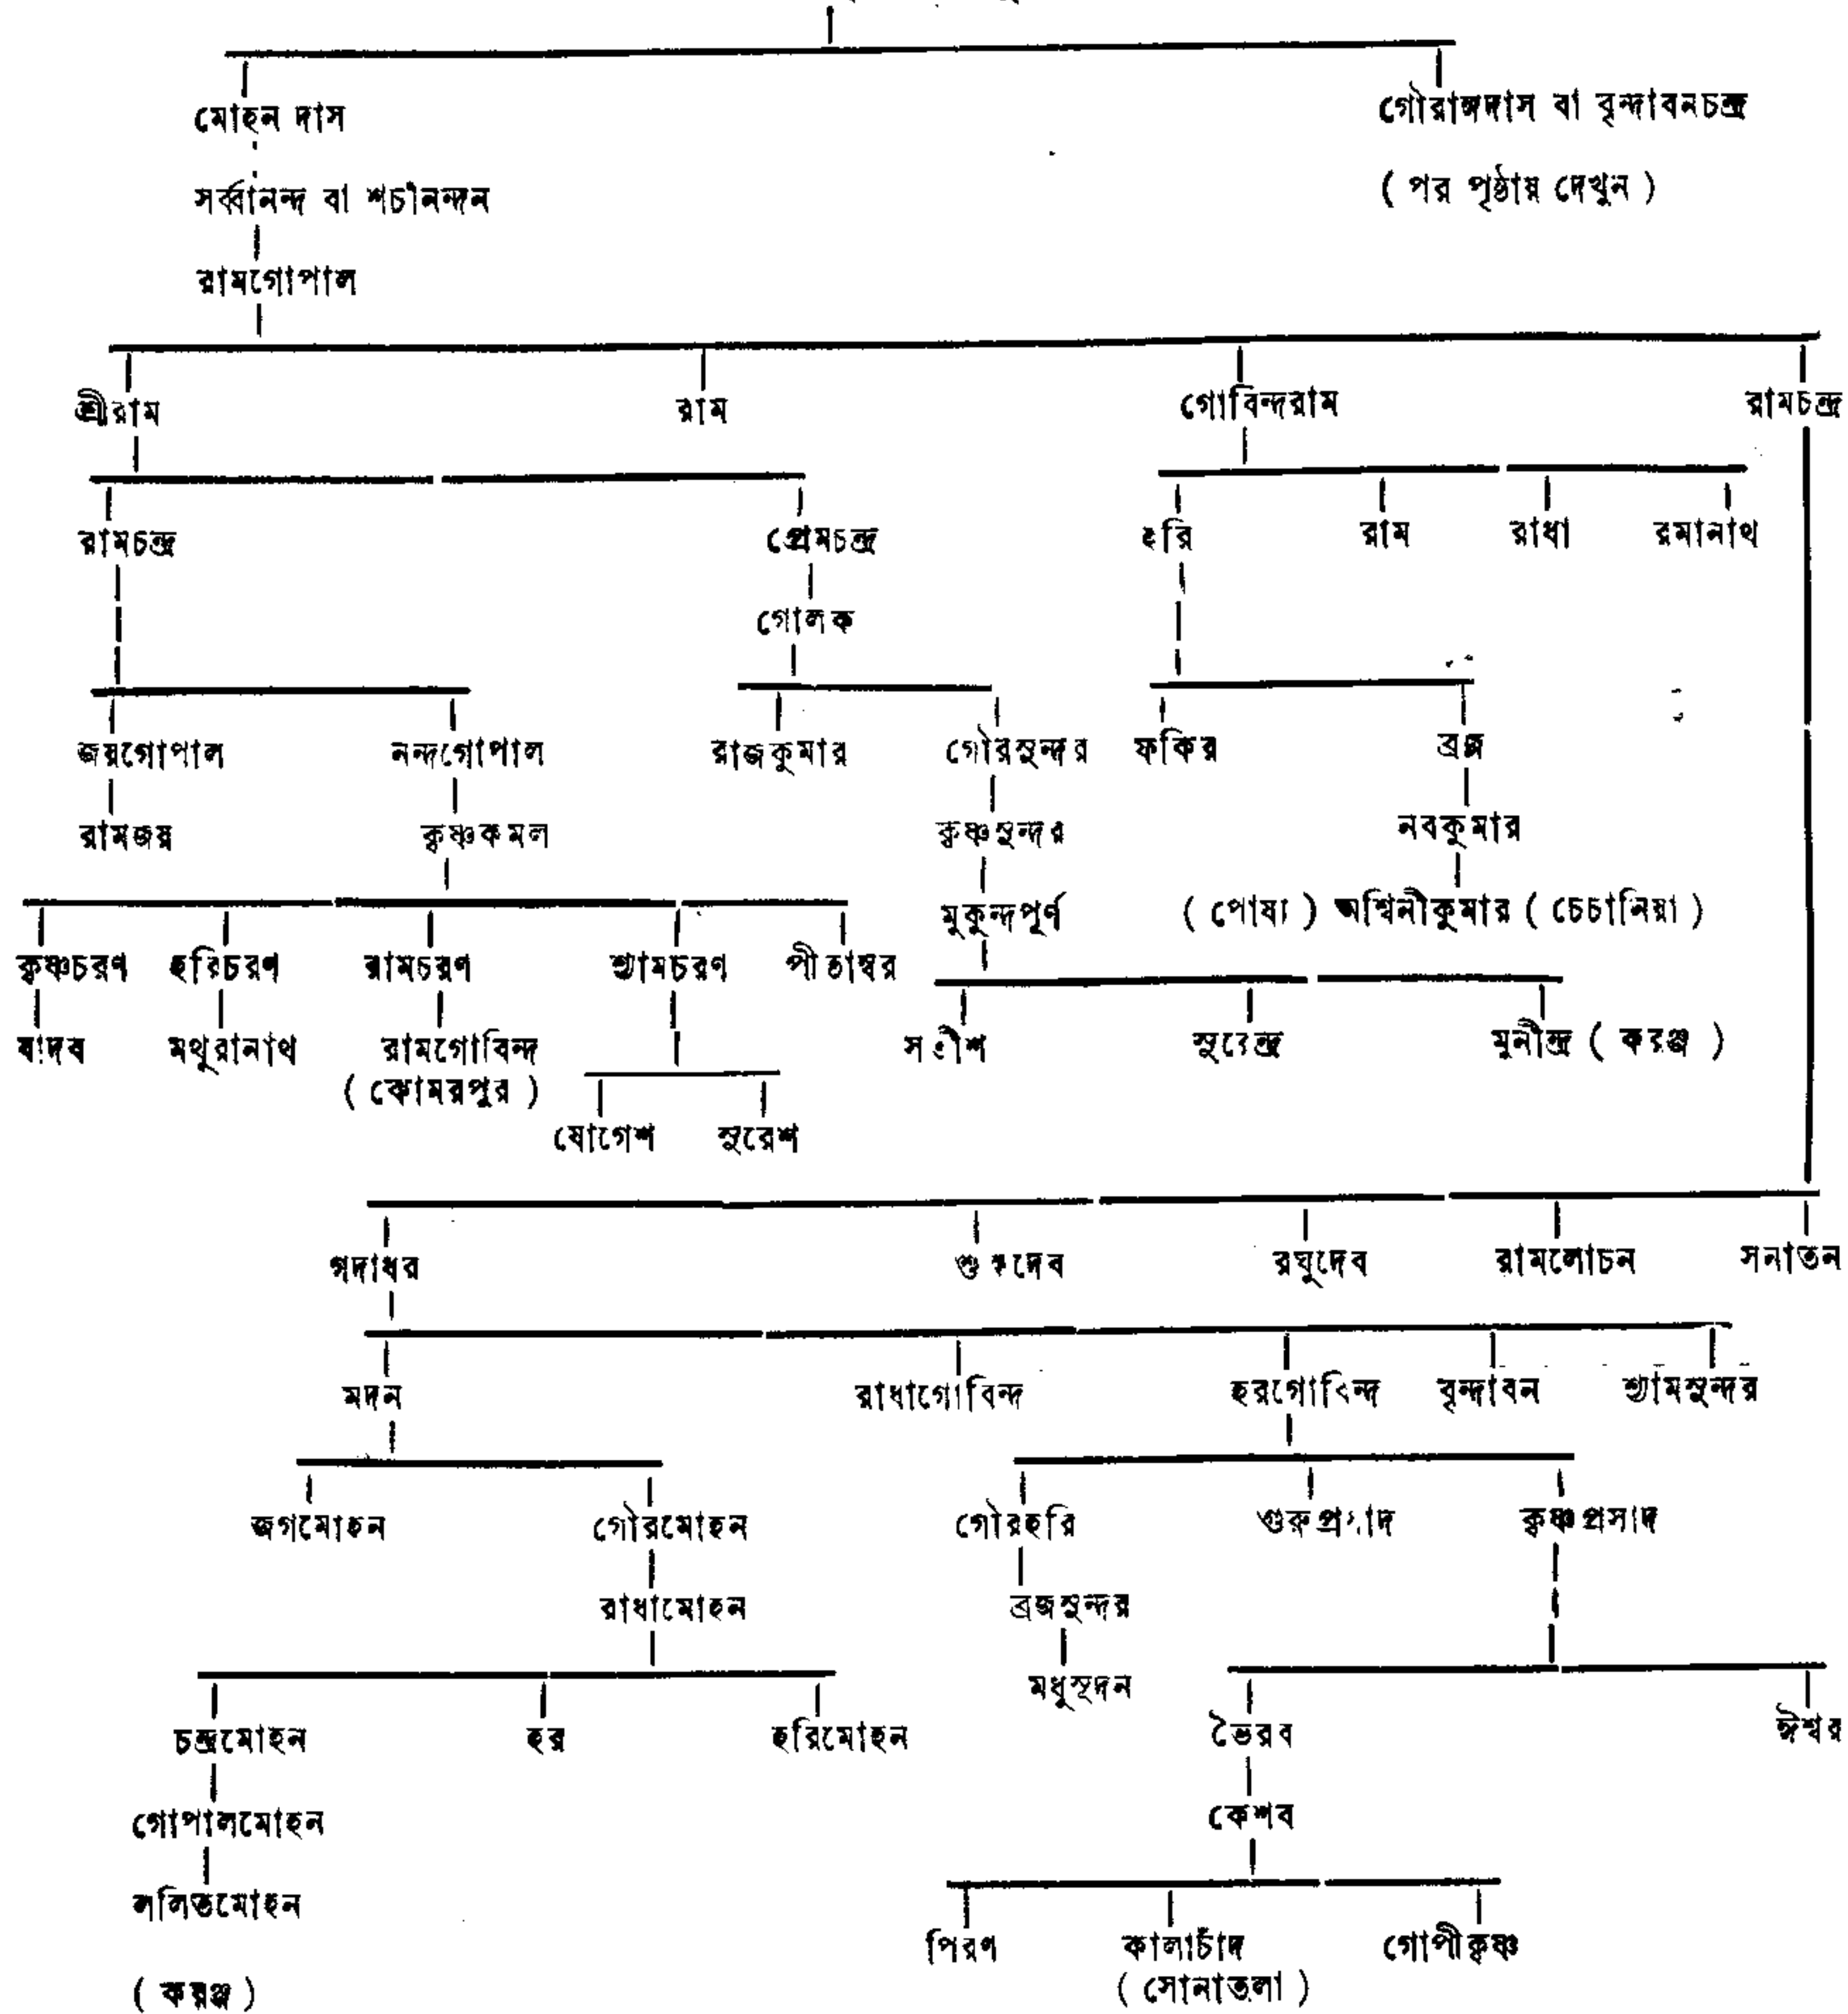 মোহন দাস গৌরাঙ্গদাস বা বৃন্দাবনচন্দ্র
সর্ব্বানন্দ বা শচীনন্দন ( পর পৃষ্ঠায় দেখুন )
রামগোপাল
শ্রীরাম রাম গোবিন্দরাম রামচন্দ্র
রামচন্দ্র প্রেমচন্দ্র হরি রাম রাধা রমানাথ
গোলক
জয়গোপাল নন্দগোপাল রাজকুমার গৌরসুন্দর ফকির ব্রজ
রামজয় কৃষ্ণকমল কৃষ্ণসুন্দর নবকুমার
মুকুন্দপূর্ণ ( পোষ্য ) অশ্বিনীকুমার ( চেচানিয়া )
কৃষ্ণচরণ হরিচরণ রামচরণ শ্যামচরণ পীতাম্বর
যাদব মথুরানাথ রামগোবিন্দ সতীশ সুরেন্দ্র মুনীন্দ্র ( করঞ্জ )
( কোমরপুর )
যোগেশ সুরেশ
গদাধর শুকদেব রঘুদেব রামলোচন সনাতন
মদন রাধাগোবিন্দ হরগোবিন্দ বৃন্দাবন শ্যামসুন্দর
জগমোহন গৌরমোহন গৌরহরি গুরুপ্রসাদ কৃষ্ণপ্রসাদ
রাধামোহন ব্রজসুন্দর
মধুসূদন
চন্দ্রমোহন হর হরিমোহন ভৈরব ঈশ্বর
গোপালমোহন কেশব
ললিতমোহন
পিরণ কালাচাঁদ গোপীকৃষ্ণ
( করঞ্জ ) ( সোনাতলা )